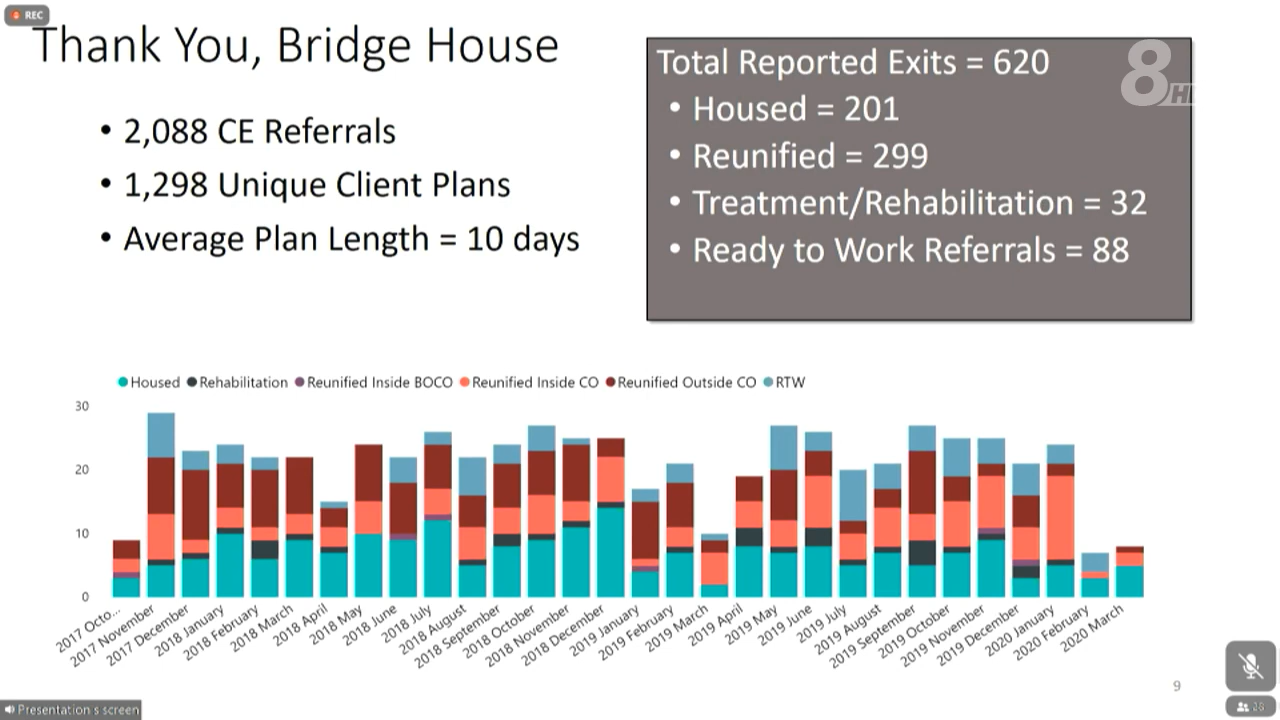 REC
Thank You, Bridge House
• 2,088 CE Referrals
• 1,298 Unique Client Plans
• Average Plan Length = 10 days
Total Reported Exits = 620
• Housed = 201
• Reunified = 299
• Treatment/Rehabilitation = 32
• Ready to Work Referrals = 88
8
Housed Rehabilitation Reunified Inside BOCO Reunified Inside CO Reunified Outside CO RTW
30
20
10
0
2017 Octo...
2017 November
2017 December
2018 January
2018 February
2018 March
2018 April
2018 May
2018 June
2018 July
2018 August
2018 September
2018 October
2018 November
2018 December
2019 January
2019 February
2019 March
2019 April
2019 May
2019 June
2019 July
2019 August
2019 September
2019 October
2019 November
2019 December
2020 January
2020 February
2020 March
9
Presentation's screen